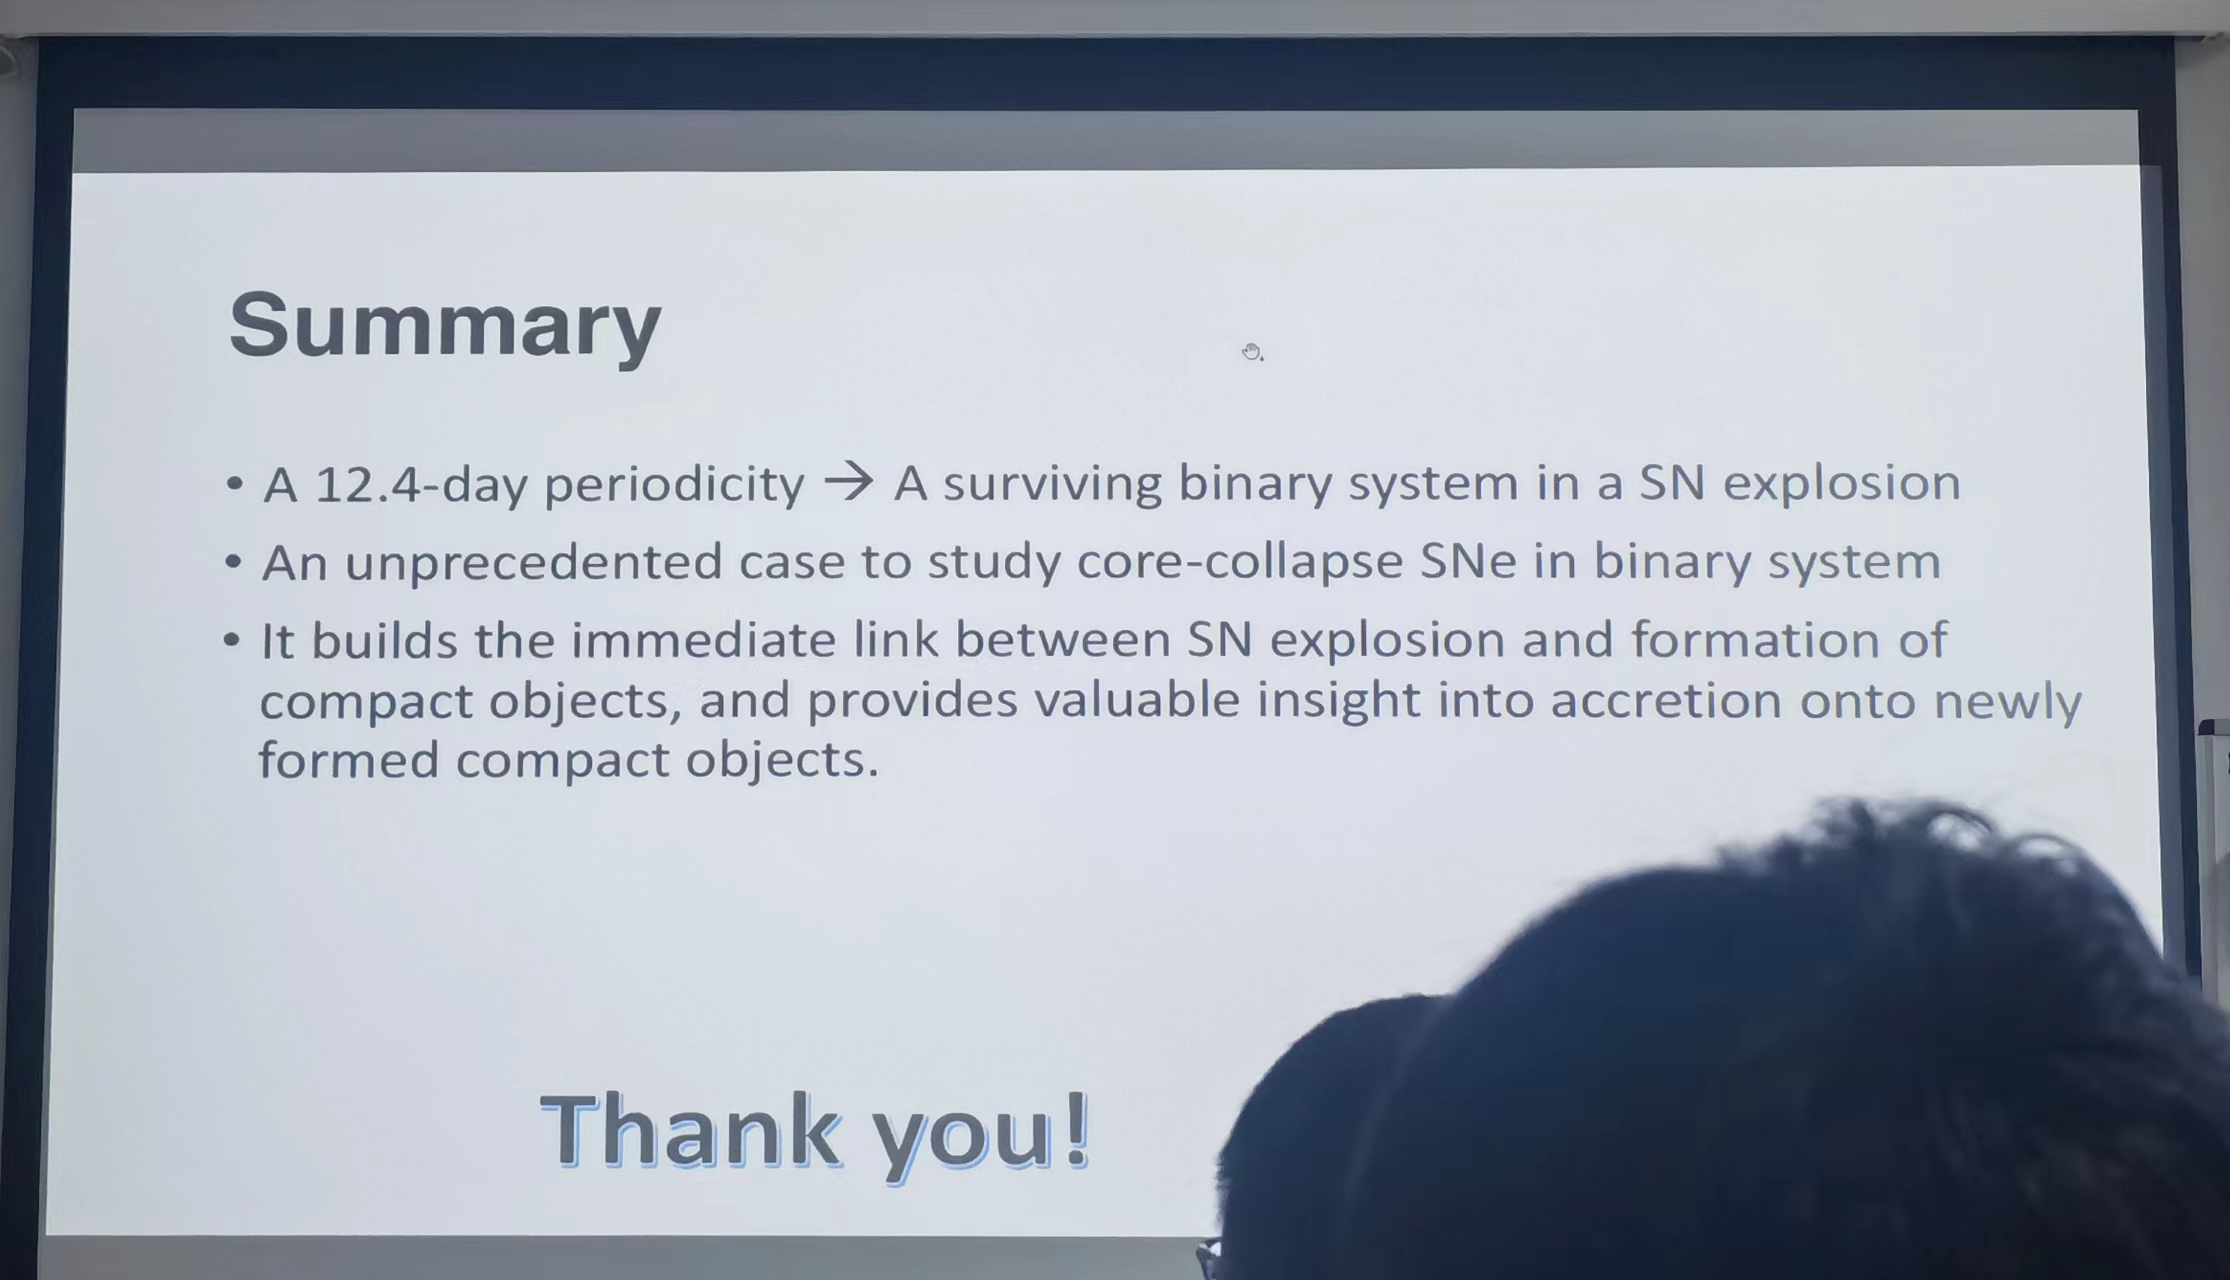 Summary
• A 12.4-day periodicity → A surviving binary system in a SN explosion
• An unprecedented case to study core-collapse SNe in binary system
• It builds the immediate link between SN explosion and formation of
compact objects, and provides valuable insight into accretion onto newly
formed compact objects.
Thank you!